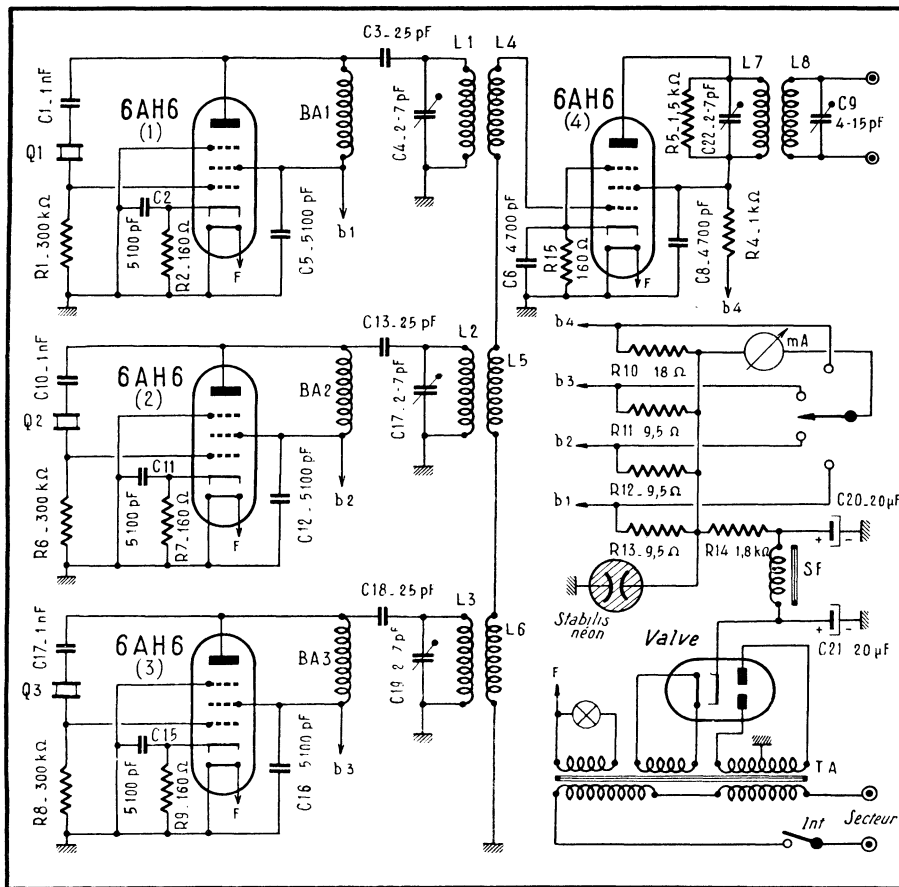 C3_25 pF
L1
L4
C1_1nF
6AH6
(1)
BA1
C4_2-7 pF
6AH6
(4)
R5_1,5 kΩ
C22_2-7pF
L7
L8
C9
4-15pF
Q1
C2
R1_300kΩ
5100 pF
R2_160Ω
F
C5_5100 pF
b1
C6
4700 pF
R15
160Ω
F
C8_4700 pF
R4_1kΩ
b4
C13_25 pF
L2
L5
C10_1nF
6AH6
(2)
BA2
C17_2-7pF
Q2
C11
R6_300kΩ
5100 pF
R7_160Ω
F
C12_5100 pF
b2
b4
mA
R10 18Ω
b3
R11 9,5Ω
b2
R12_9,5Ω
b1
C20_20µF
R13_9,5Ω
R14 1,8kΩ
+ -
SF
Stabilis
néon
Valve
+ -
C21 20µF
C18_25 pF
L3
L6
C17_1nF
6AH6
(3)
BA3
C19_2-7pF
Q3
C15
R8_300kΩ
5100 pF
R9_160Ω
F
C16 5100 pF
b3
F
TA
Int
Secteur